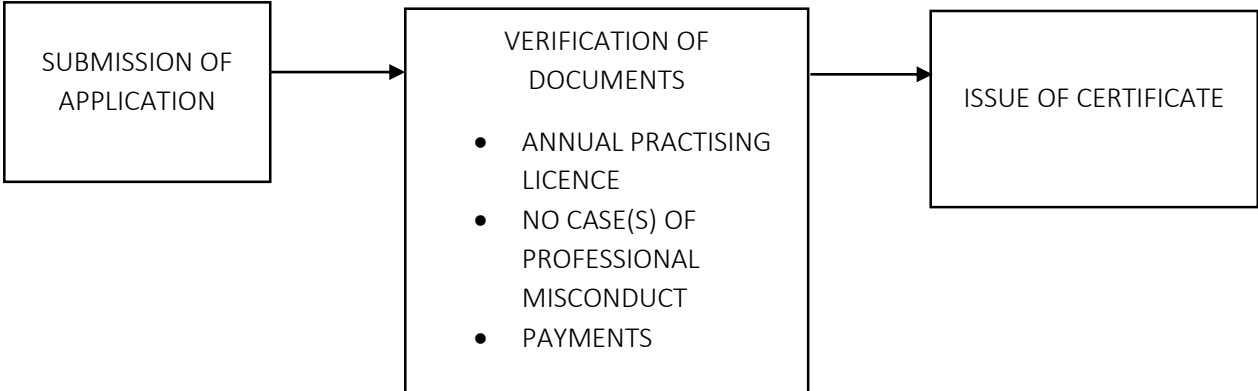 SUBMISSION OF
APPLICATION
VERIFICATION OF
DOCUMENTS
• ANNUAL PRACTISING
LICENCE
• NO CASE(S) OF
PROFESSIONAL
MISCONDUCT
• PAYMENTS
ISSUE OF CERTIFICATE